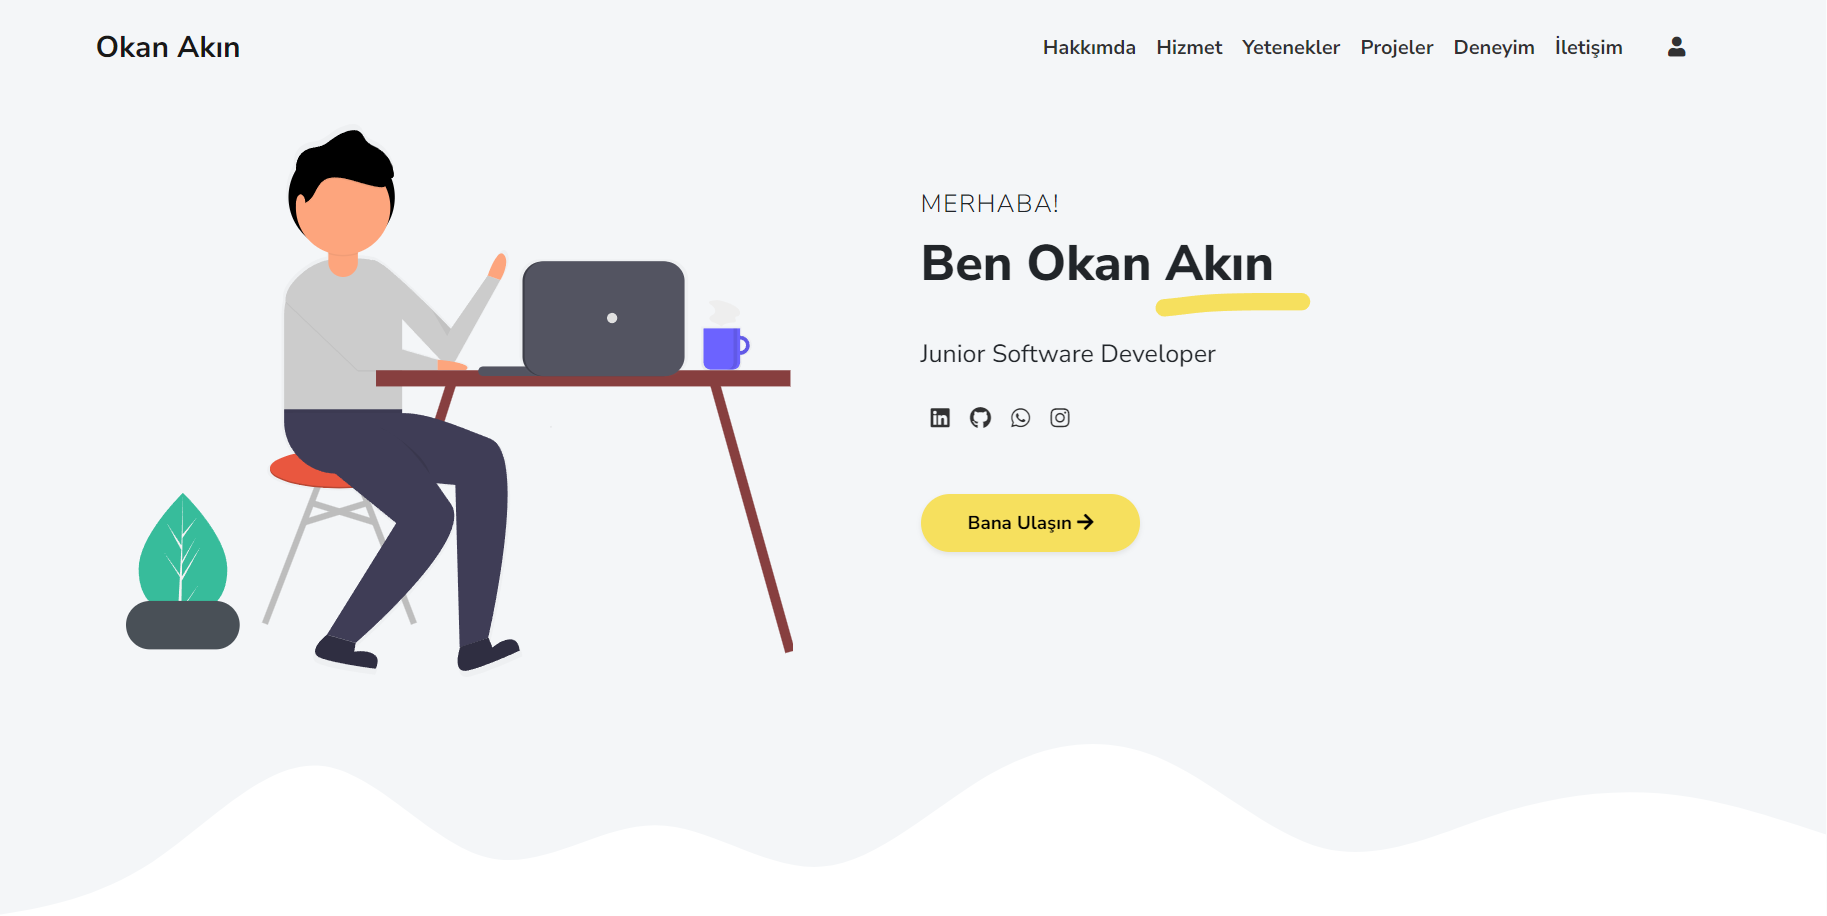 Okan Akın
Hakkımda Hizmet Yetenekler Projeler Deneyim İletişim
MERHABA!
Ben Okan Akın
Junior Software Developer
Bana Ulaşın